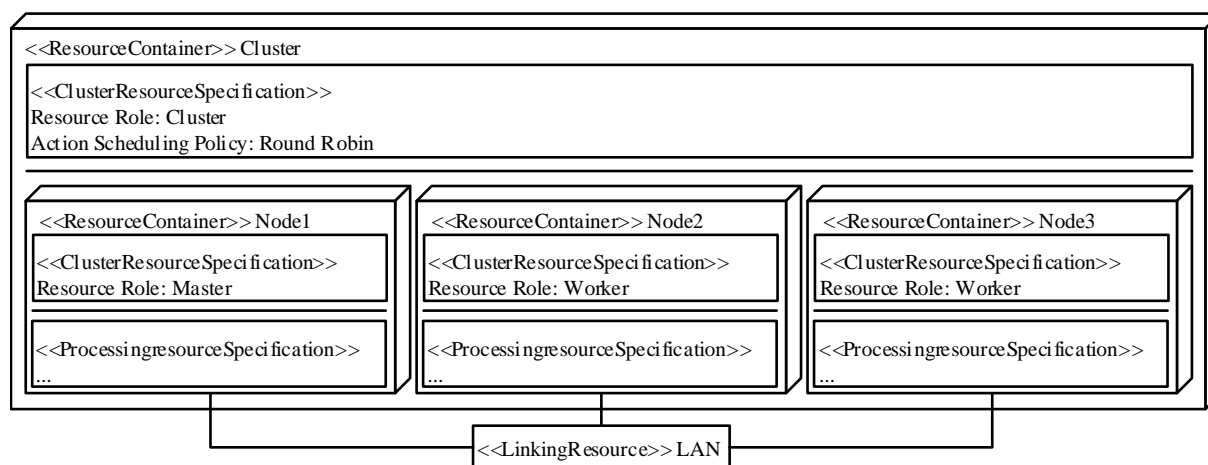 <<ResourceContainer>> Cluster
<<ClusterResourceSpecification>>
Resource Role: Cluster
Action Scheduling Policy: Round Robin
<<ResourceContainer>> Node1
<<ClusterResourceSpecification>>
Resource Role: Master
<<ProcessingresourceSpecification>>
...
<<ResourceContainer>> Node2
<<ClusterResourceSpecification>>
Resource Role: Worker
<<ProcessingresourceSpecification>>
...
<<ResourceContainer>> Node3
<<ClusterResourceSpecification>>
Resource Role: Worker
<<ProcessingresourceSpecification>>
...
<<LinkingResource>> LAN